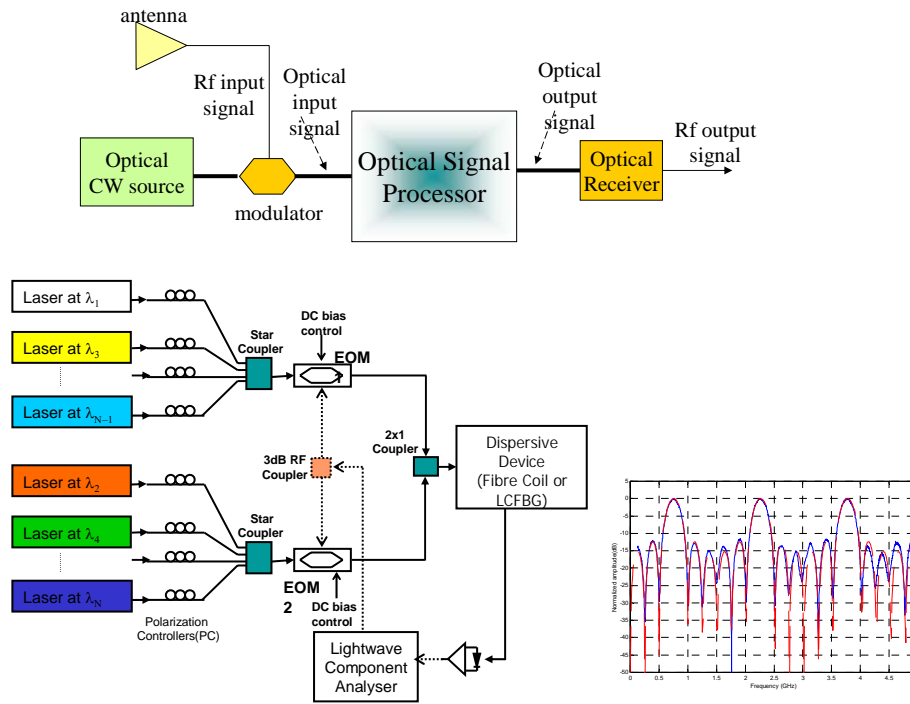 antenna
Rf input
signal
Optical
input
signal
Optical
output
signal
Optical
CW source
modulator
Optical Signal
Processor
Optical
Receiver
Rf output
signal
Laser at λ1
Laser at λ3
Laser at λN−1
Star
Coupler
DC bias
control
EOM
1
3dB RF
Coupler
2x1
Coupler
Dispersive
Device
(Fibre Coil or
LCFBG)
Laser at λ2
Laser at λ4
Laser at λN
Star
Coupler
EOM
2
DC bias
control
Polarization
Controllers(PC)
Lightwave
Component
Analyser
Normalized amplitude(dB)
5
0
-5
-10
-15
-20
-25
-30
-35
-40
-45
-50
0 0.5 1 1.5 2 2.5 3 3.5 4 4.5
Frequency (GHz)